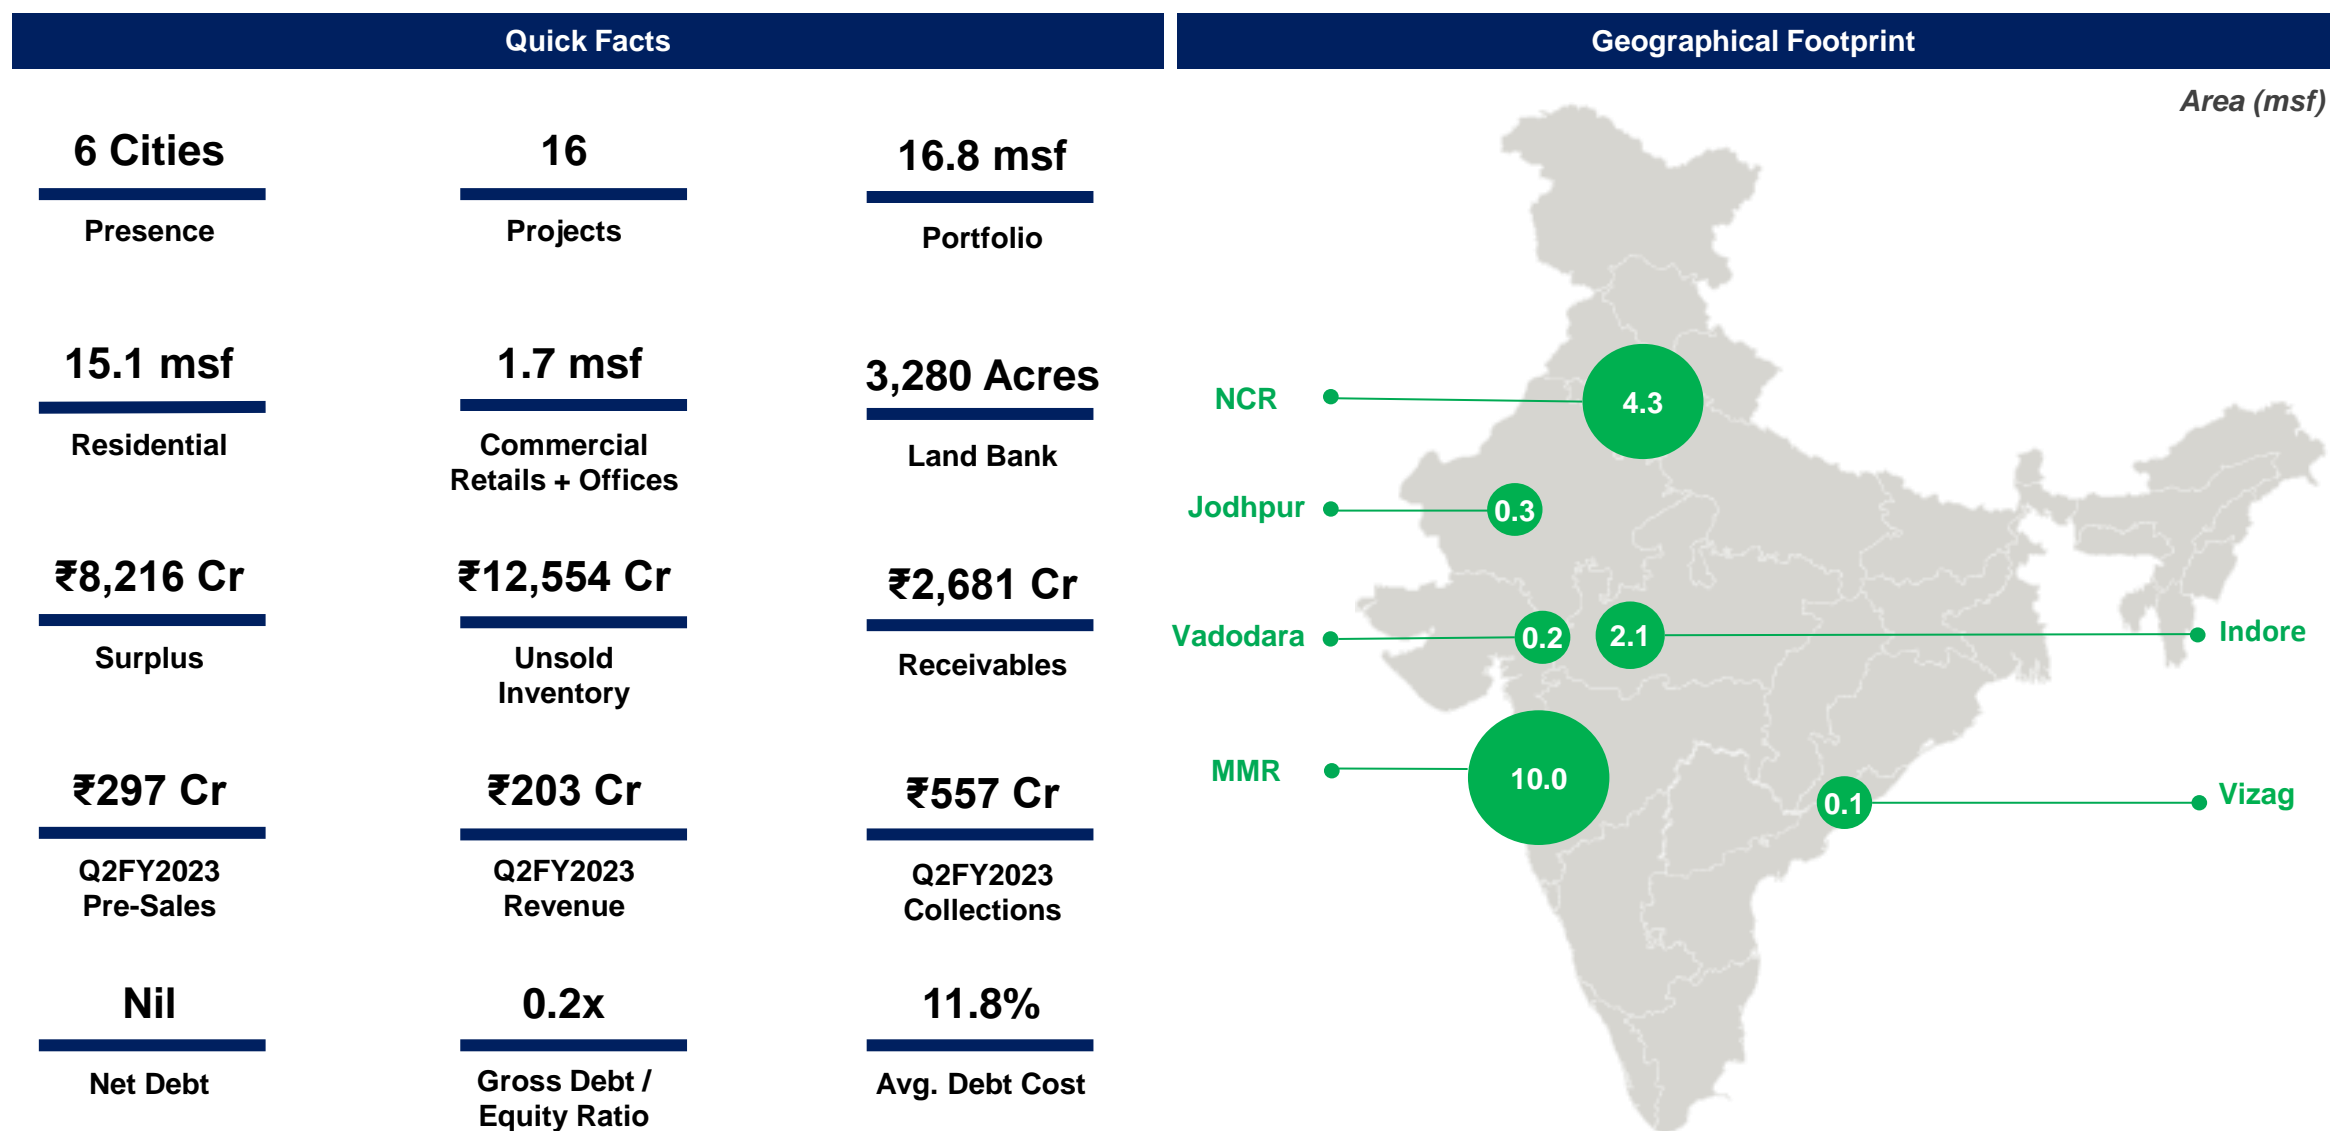 Quick Facts
6 Cities
Presence
16
Projects
16.8 msf
Portfolio
15.1 msf
Residential
1.7 msf
Commercial
Retails + Offices
3,280 Acres
Land Bank
₹8,216 Cr
Surplus
₹12,554 Cr
Unsold
Inventory
₹2,681 Cr
Receivables
₹297 Cr
Q2FY2023
Pre-Sales
₹203 Cr
Q2FY2023
Revenue
₹557 Cr
Q2FY2023
Collections
Nil
Net Debt
0.2x
Gross Debt /
Equity Ratio
11.8%
Avg. Debt Cost
Geographical Footprint
Area (msf)
NCR
4.3
Jodhpur
0.3
Vadodara
0.2
2.1
Indore
MMR
10.0
0.1
Vizag